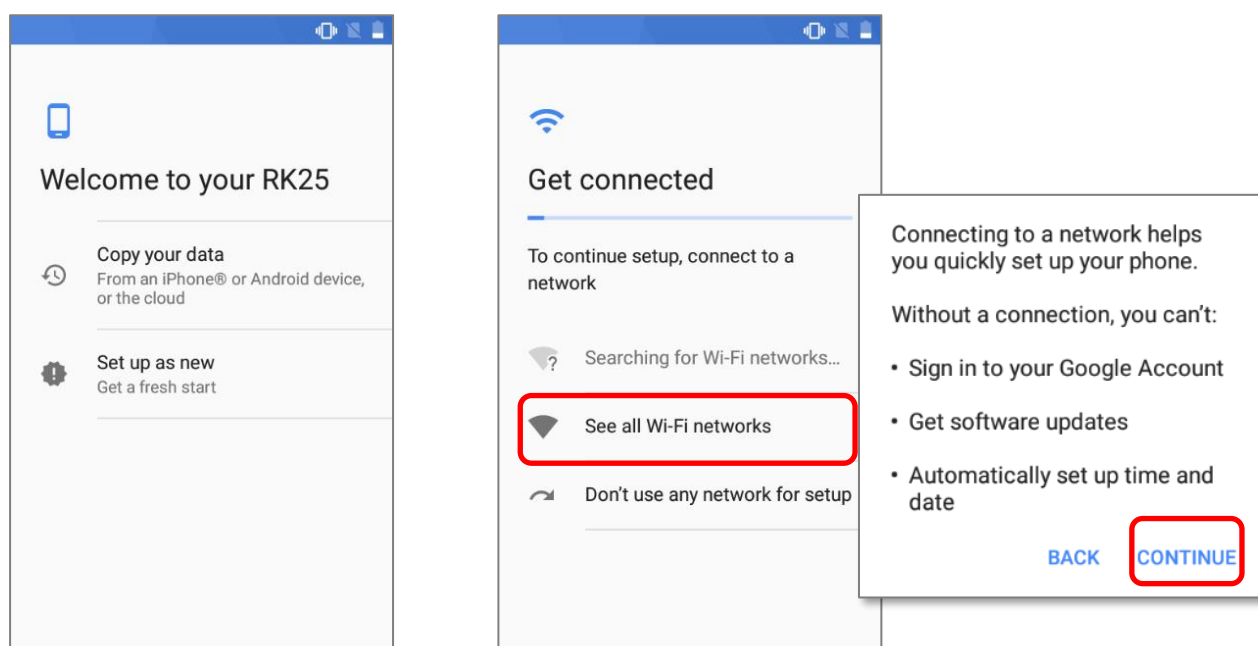 Welcome to your RK25
Copy your data
From an iPhone® or Android device,
or the cloud
Set up as new
Get a fresh start
Get connected
To continue setup, connect to a
network
Searching for Wi-Fi networks…
See all Wi-Fi networks
Don't use any network for setup
Connecting to a network helps
you quickly set up your phone.
Without a connection, you can't:
• Sign in to your Google Account
• Get software updates
• Automatically set up time and
date
BACK CONTINUE